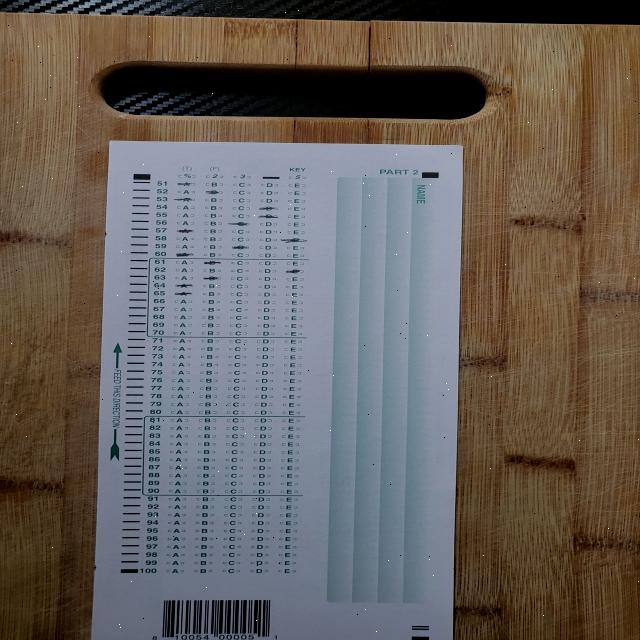 PART 2
KEY
(T) (F)
% 2 3 5
NAME
51 A B C D E
52 A B C D E
53 A B C D E
54 A B C D E
55 A B C D E
56 A B C D E
57 A B C D E
58 A B C D E
59 A B C D E
60 A B C D E
61 A B C D E
62 A B C D E
63 A B C D E
64 A B C D E
65 A B C D E
66 A B C D E
67 A B C D E
68 A B C D E
69 A B C D E
70 A B C D E
71 A B C D E
72 A B C D E
73 A B C D E
74 A B C D E
75 A B C D E
76 A B C D E
77 A B C D E
78 A B C D E
79 A B C D E
80 A B C D E
81 A B C D E
82 A B C D E
83 A B C D E
84 A B C D E
85 A B C D E
86 A B C D E
87 A B C D E
88 A B C D E
89 A B C D E
90 A B C D E
91 A B C D E
92 A B C D E
93 A B C D E
94 A B C D E
95 A B C D E
96 A B C D E
97 A B C D E
98 A B C D E
99 A B C D E
100 A B C D E
FEED THIS DIRECTION
10054 00005 1